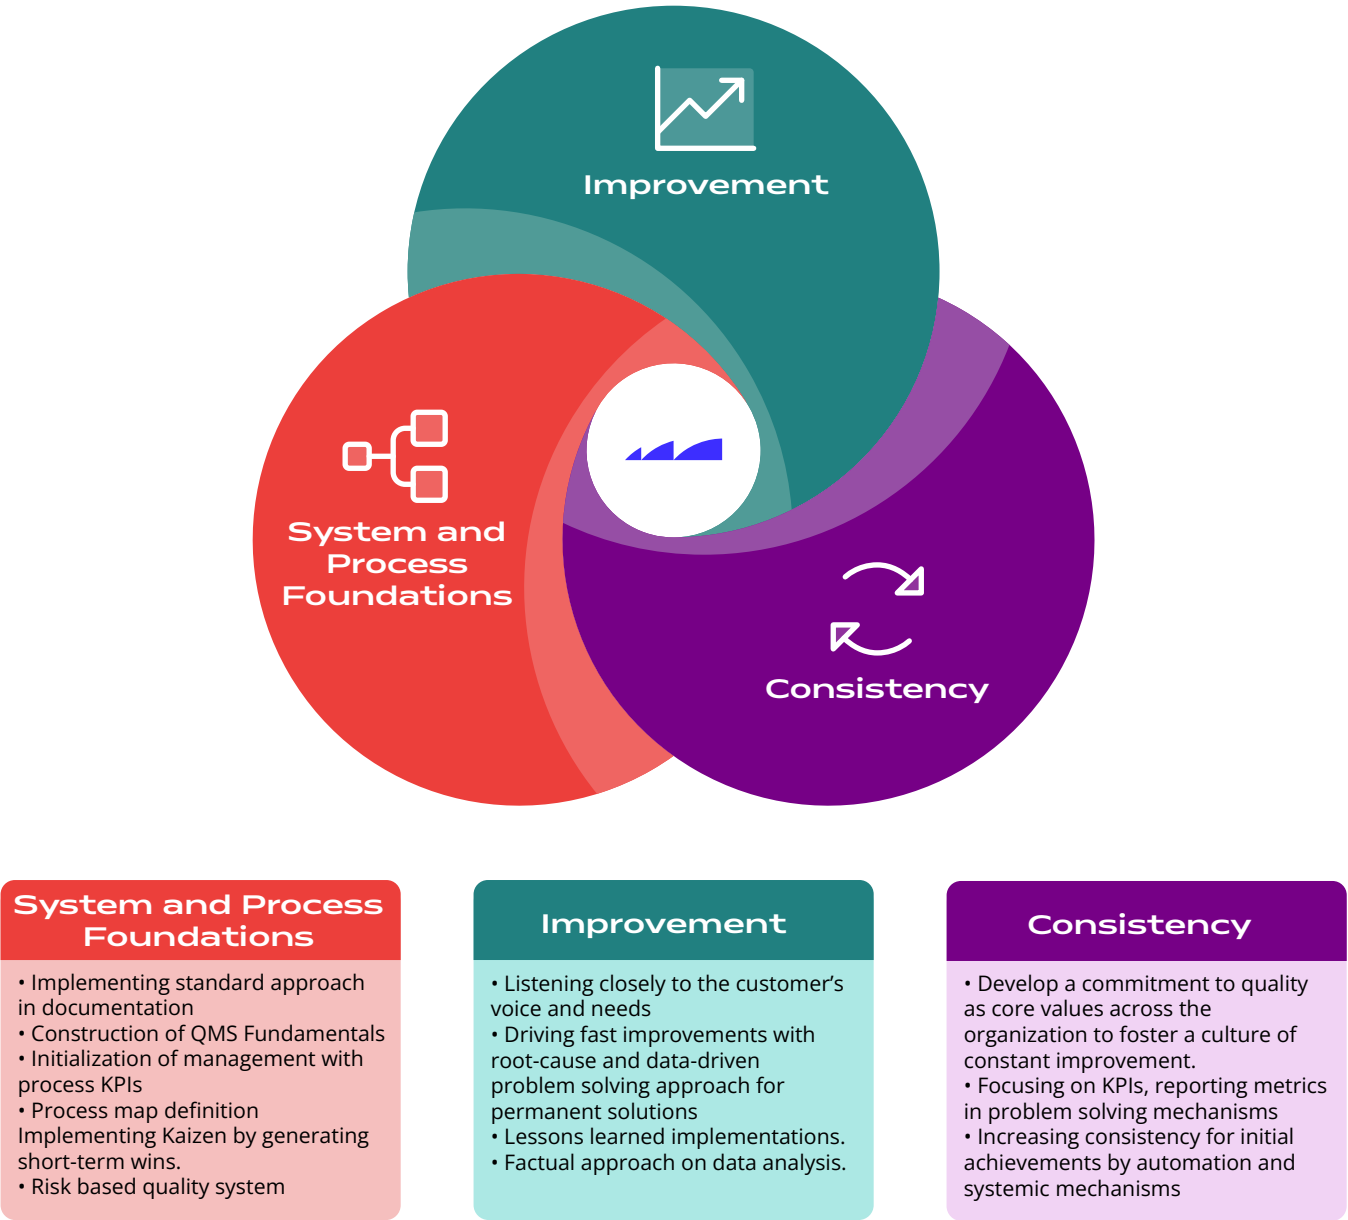 Improvement
System and
Process
Foundations
Consistency
System and Process
Foundations
• Implementing standard approach
in documentation
• Construction of QMS Fundamentals
• Initialization of management with
process KPIs
• Process map definition
Implementing Kaizen by generating
short-term wins.
• Risk based quality system
Improvement
• Listening closely to the customer’s
voice and needs
• Driving fast improvements with
root-cause and data-driven
problem solving approach for
permanent solutions
• Lessons learned implementations.
• Factual approach on data analysis.
Consistency
• Develop a commitment to quality
as core values across the
organization to foster a culture of
constant improvement.
• Focusing on KPIs, reporting metrics
in problem solving mechanisms
• Increasing consistency for initial
achievements by automation and
systemic mechanisms